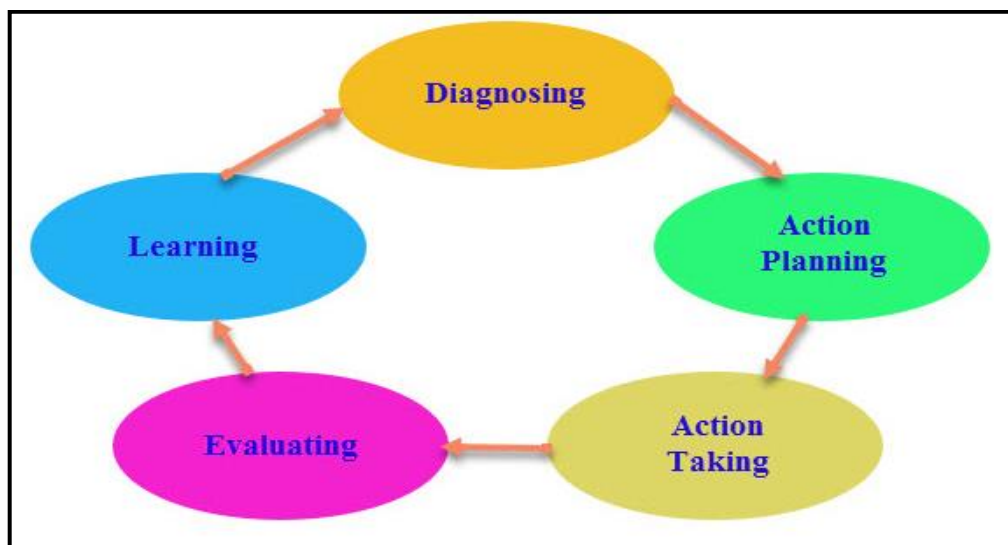 Diagnosing
Action
Planning
Action
Taking
Evaluating
Learning